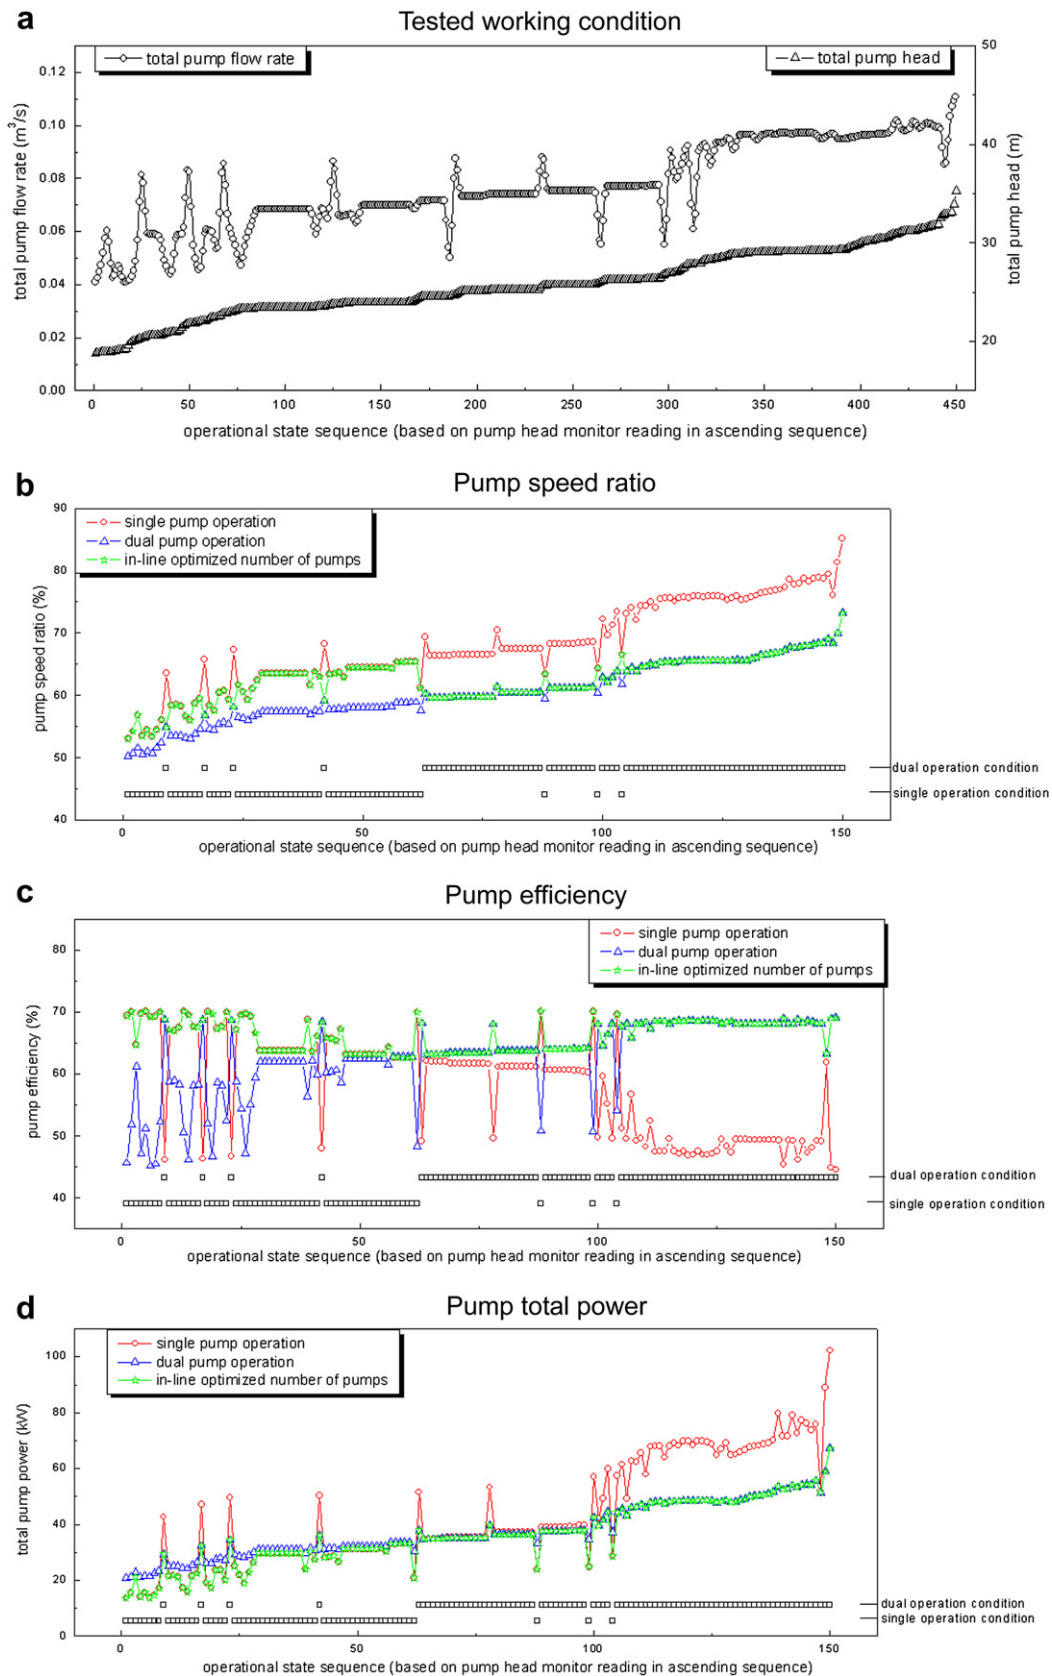 a
Tested working condition
total pump flow rate
total pump head
total pump flow rate (m³/s)
0.12
0.10
0.08
0.06
0.04
0.02
0.00
50
40
30
20
total pump head (m)
0 50 100 150 200 250 300 350 400 450
operational state sequence (based on pump head monitor reading in ascending sequence)
b
Pump speed ratio
single pump operation
dual pump operation
in-line optimized number of pumps
pump speed ratio (%)
90
80
70
60
50
40
dual operation condition
single operation condition
0 50 100 150
operational state sequence (based on pump head monitor reading in ascending sequence)
c
Pump efficiency
single pump operation
dual pump operation
in-line optimized number of pumps
pump efficiency (%)
80
70
60
50
40
dual operation condition
single operation condition
0 50 100 150
operational state sequence (based on pump head monitor reading in ascending sequence)
d
Pump total power
single pump operation
dual pump operation
in-line optimized number of pumps
total pump power (kW)
100
80
60
40
20
0
dual operation condition
single operation condition
0 50 100 150
operational state sequence (based on pump head monitor reading in ascending sequence)